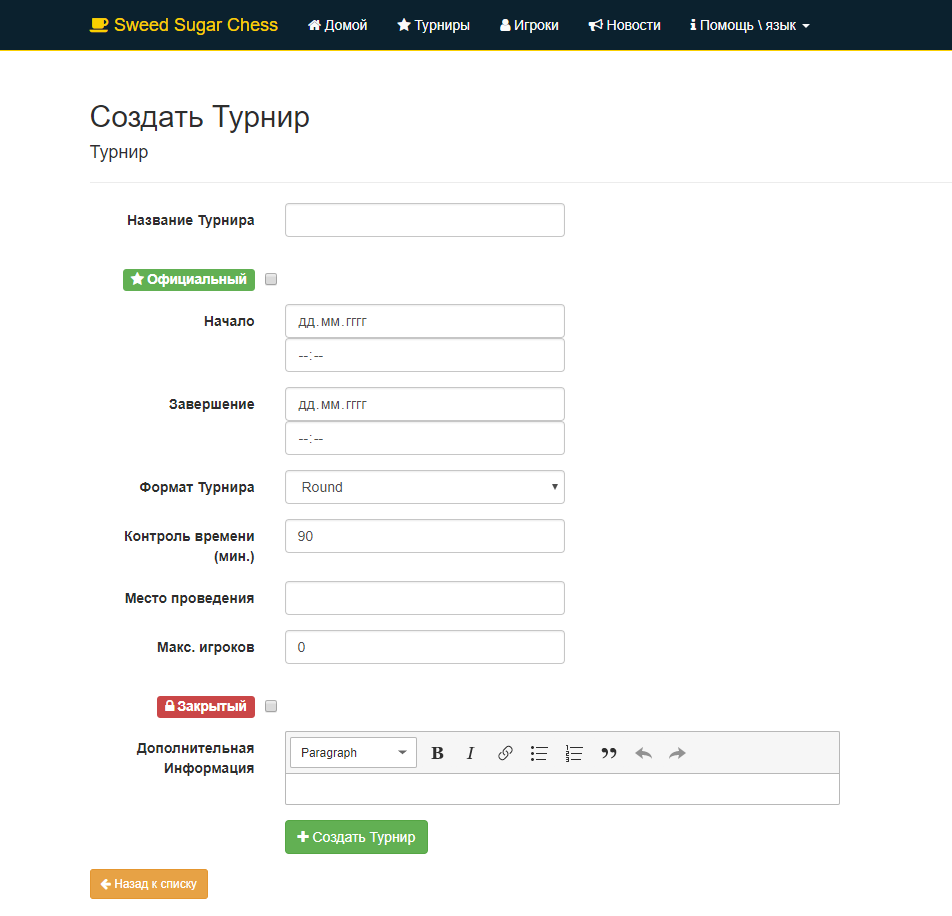 Sweed Sugar Chess Домой Турниры Игроки Новости Помощь \ язык
Создать Турнир
Турнир
Название Турнира
Официальный
Начало дд.мм.гггг
--:--
Завершение дд.мм.гггг
--:--
Формат Турнира Round
Контроль времени 90
(мин.)
Место проведения
Макс. игроков 0
Закрытый
Дополнительная
Информация
Paragraph B I
Создать Турнир
Назад к списку